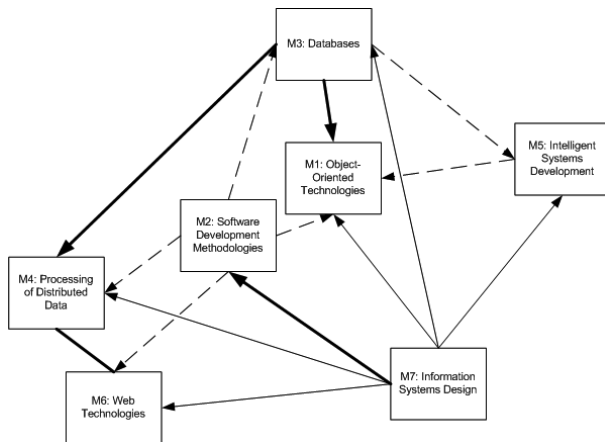 M3: Databases
M1: Object-
Oriented
Technologies
M5: Intelligent
Systems
Development
M2: Software
Development
Methodologies
M4: Processing
of Distributed
Data
M7: Information
Systems Design
M6: Web
Technologies